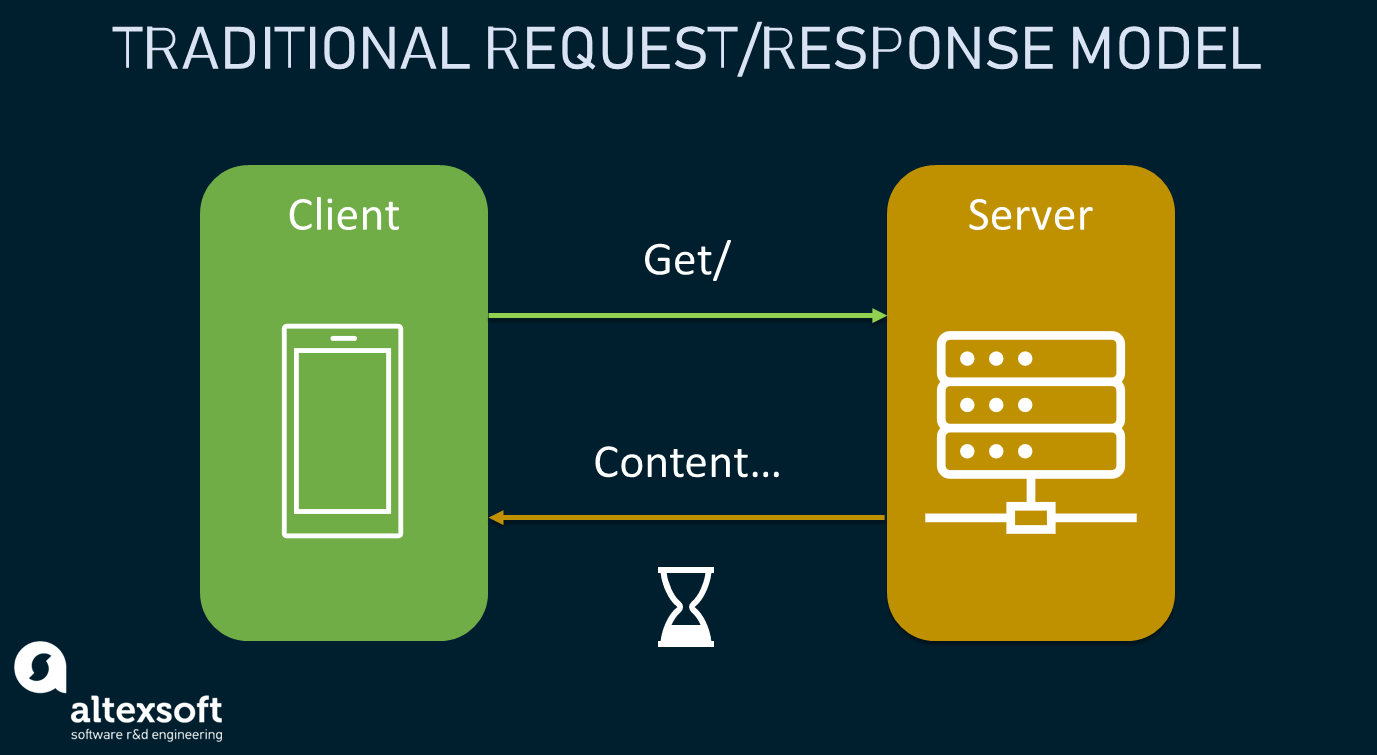 TRADITIONAL REQUEST/RESPONSE MODEL
Client
Server
Get/
Content...
altexsoft
software r&d engineering